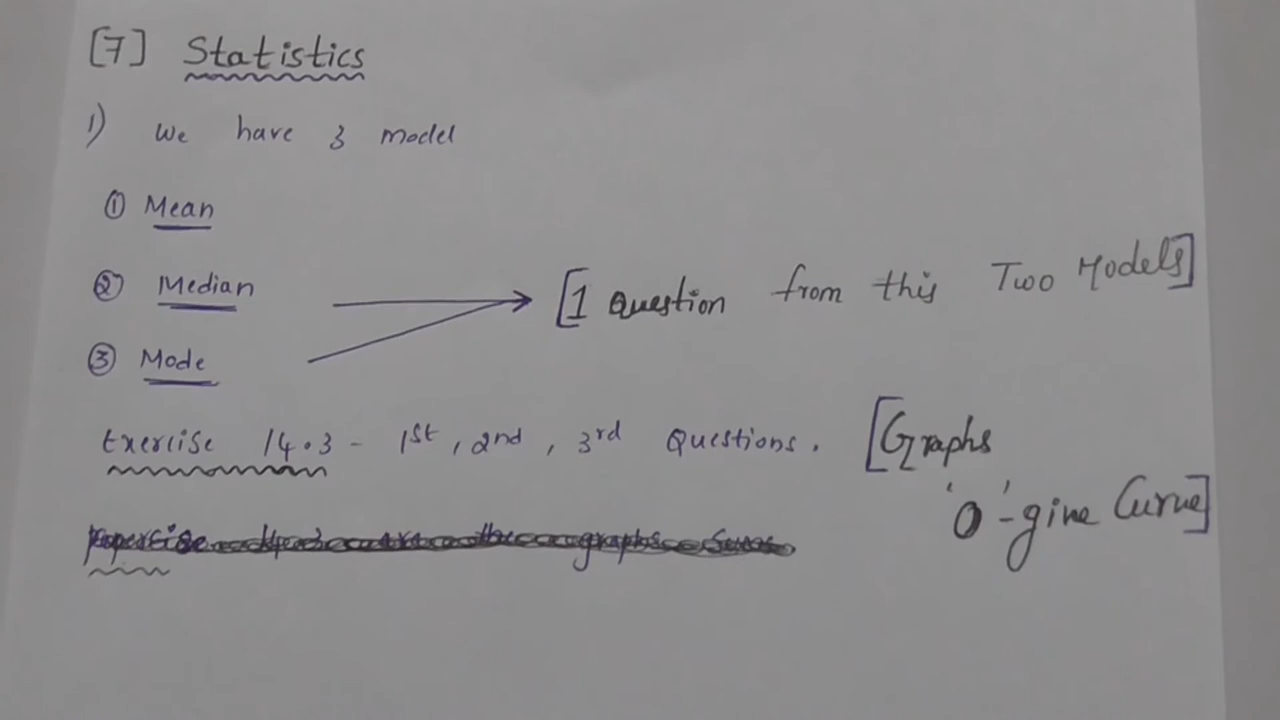 [7] Statistics
1) We have 3 model
① Mean
② Median
[1 Question from this Two Models]
③ Mode
Exercise 14.3 - 1st, 2nd, 3rd Questions. [Graphs
'O'-give Curve]